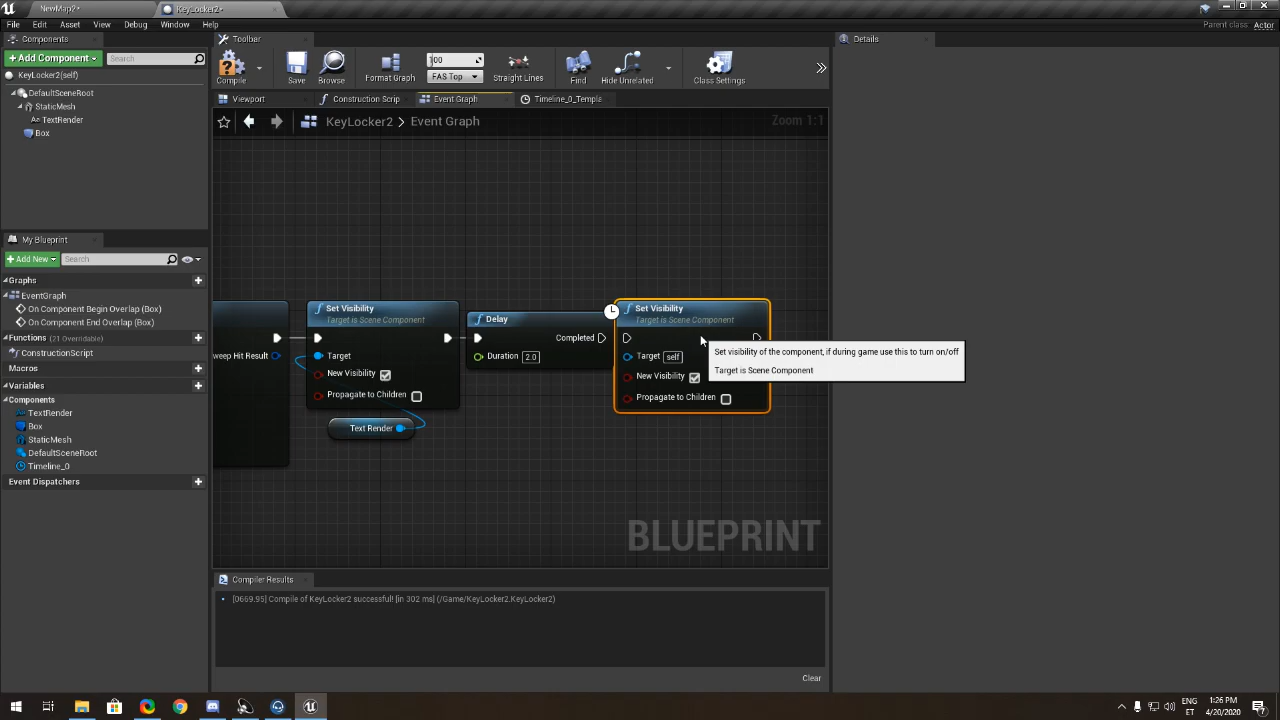 NewMap2*
KeyLocker2*
File
Edit
Asset
View
Debug
Window
Help
Parent class: Actor
Components
Toolbar
Details
+Add Component
Search
KeyLocker2(self)
DefaultSceneRoot
StaticMesh
TextRender
Box
Compile
Save
Browse
Format Graph
FAS Top
Straight Lines
Find
Hide Unrelated
Class Settings
Viewport
Construction Scrip
Event Graph
Timeline_0_Templa
KeyLocker2 > Event Graph
Zoom 1:1
My Blueprint
+Add New
Search
Graphs
EventGraph
On Component Begin Overlap (Box)
On Component End Overlap (Box)
Functions (21 Overridable)
ConstructionScript
Macros
Variables
Components
TextRender
Box
StaticMesh
DefaultSceneRoot
Timeline_0
Event Dispatchers
weep Hit Result
Set Visibility
Target is Scene Component
Target
New Visibility
Propagate to Children
Text Render
Delay
Completed
Duration 2.0
Set Visibility
Target is Scene Component
Target self
New Visibility
Propagate to Children
Set visibility of the component, if during game use this to turn on/off
Target is Scene Component
BLUEPRINT
Compiler Results
[0669.95] Compile of KeyLocker2 successful! [in 302 ms] (/Game/KeyLocker2.KeyLocker2)
Clear
ENG
ET
1:26 PM
4/20/2020